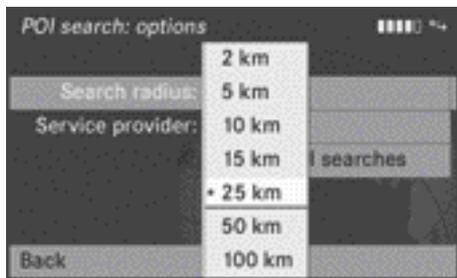 POI search: options
2 km
Search radius: 5 km
Service provider: 10 km
15 km l searches
• 25 km
50 km
Back 100 km